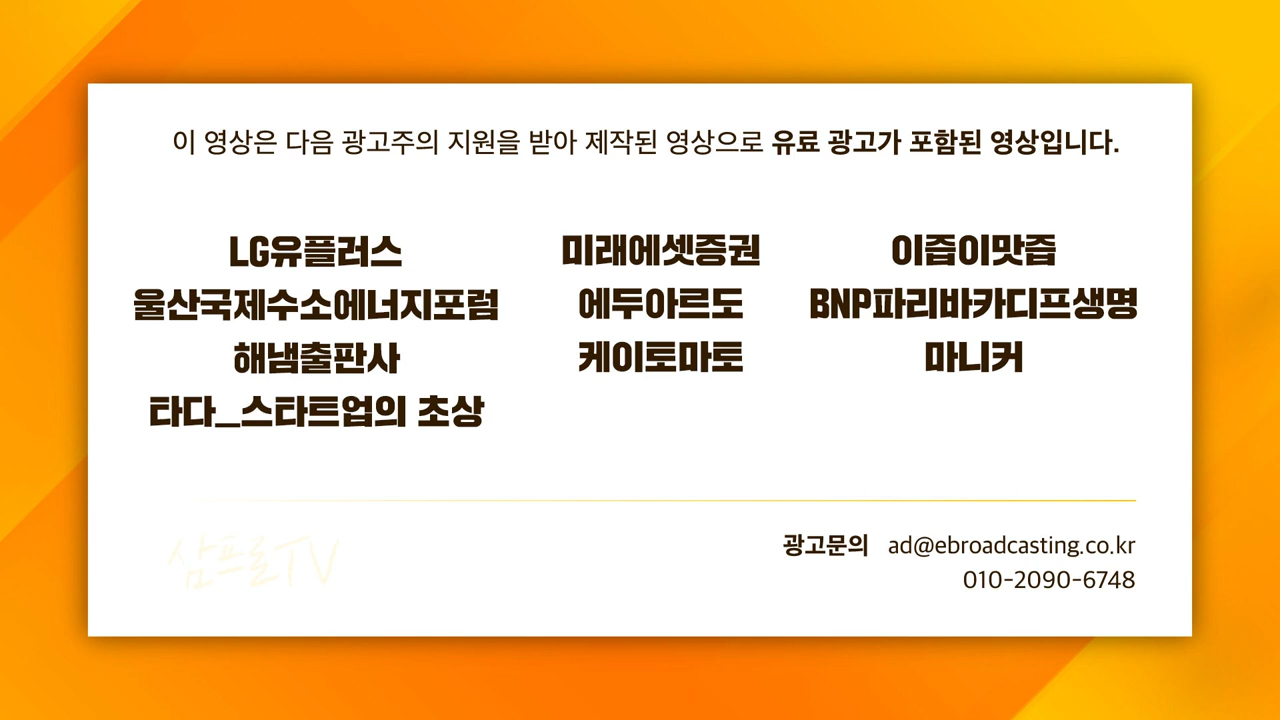 이 영상은 다음 광고주의 지원을 받아 제작된 영상으로 유료 광고가 포함된 영상입니다.
LG유플러스
울산국제수소에너지포럼
해냄출판사
타다_스타트업의 초상
미래에셋증권
에두아르도
케이토마토
이즙이맛즙
BNP파리바카디프생명
마니커
삼프로TV
광고문의 ad@ebroadcasting.co.kr
010-2090-6748